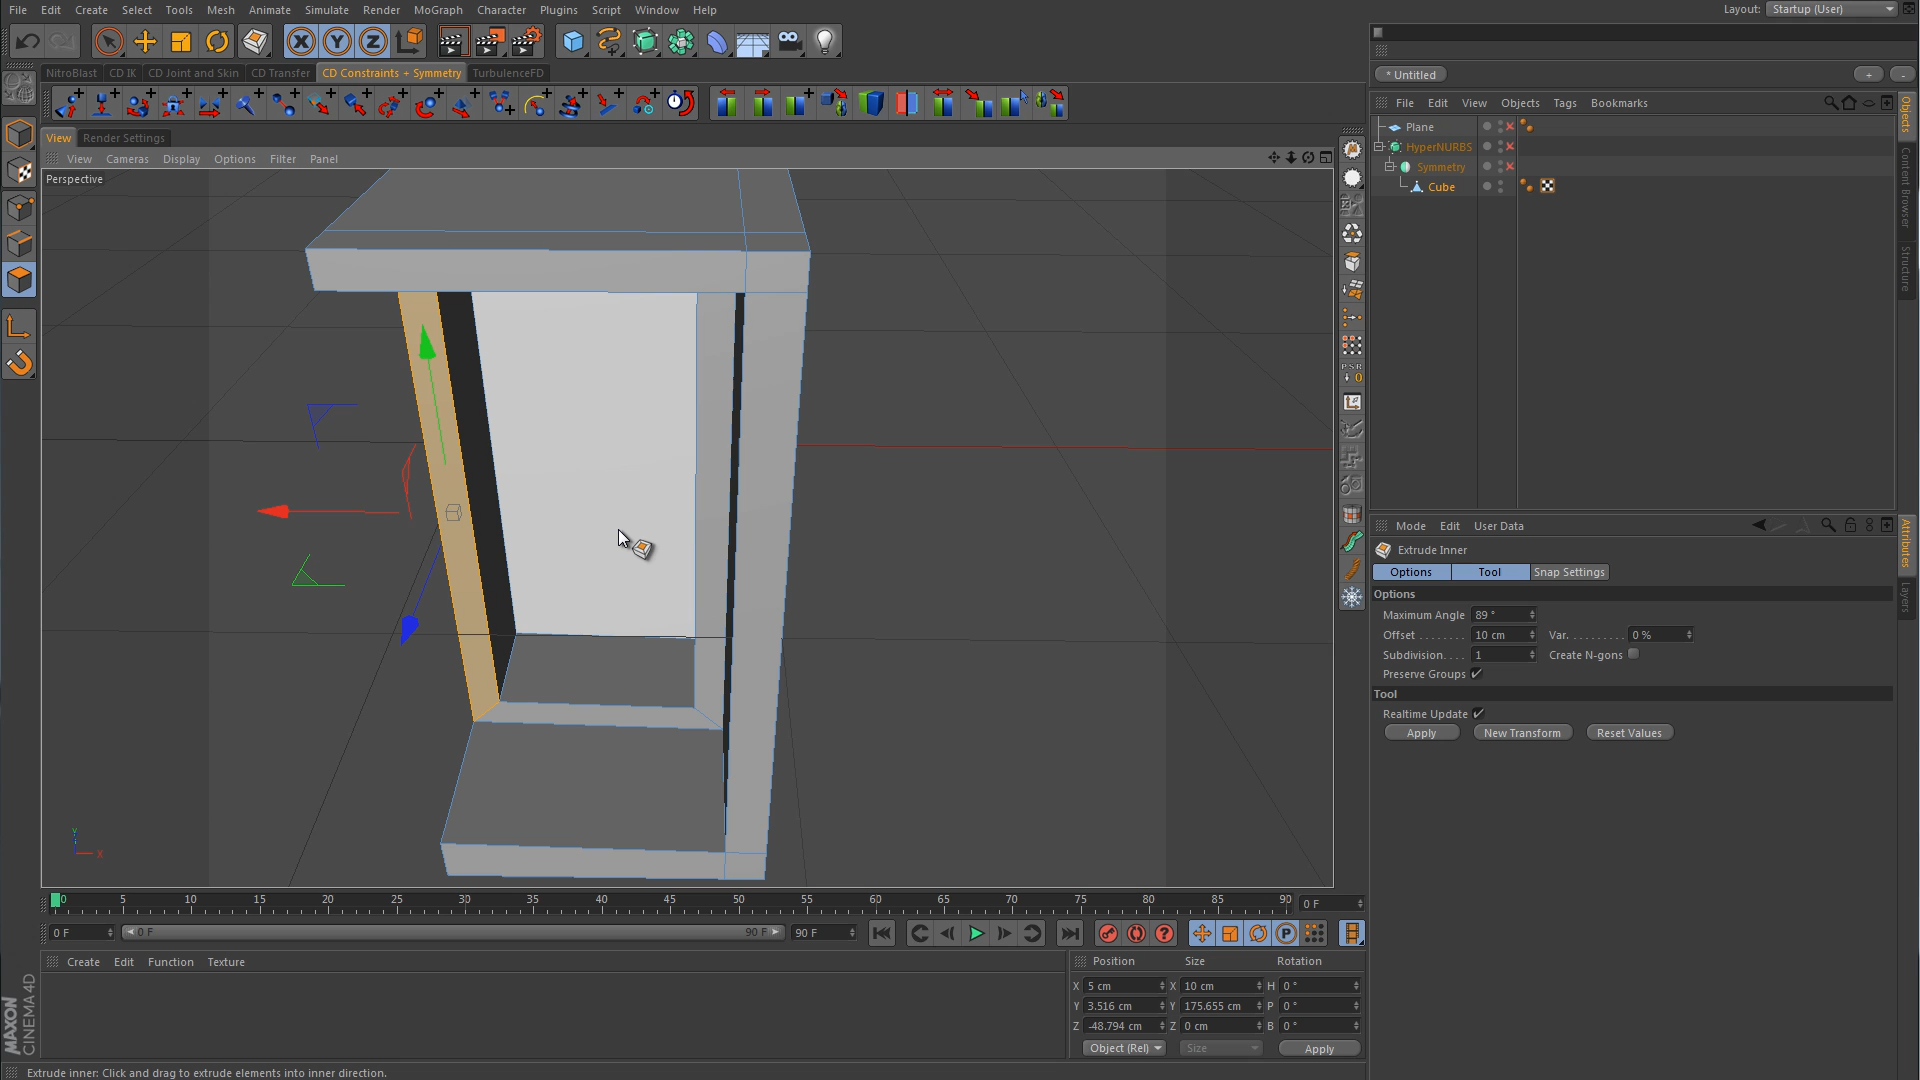 File Edit Create Select Tools Mesh Animate Simulate Render MoGraph Character Plugins Script Window Help
Layout: Startup (User)
NitroBlast CD IK CD Joint and Skin CD Transfer CD Constraints + Symmetry TurbulenceFD
* Untitled + -
View Render Settings
File Edit View Objects Tags Bookmarks
View Cameras Display Options Filter Panel
Perspective
Plane
HyperNURBS
Symmetry
Cube
Objects
Content Browser
Structure
PSR
0
Mode Edit User Data
Extrude Inner
Options Tool Snap Settings
Options
Maximum Angle 89 °
Offset . . . . . . . 10 cm Var. . . . . . . . . . 0 %
Subdivision. . . . 1 Create N-gons
Preserve Groups
Tool
Realtime Update
Apply New Transform Reset Values
Attributes
Layers
Y
X
0 5 10 15 20 25 30 35 40 45 50 55 60 65 70 75 80 85 90 0 F
0 F 0 F 90 F 90 F
Create Edit Function Texture
Position Size Rotation
X 5 cm X 10 cm H 0 °
Y 3.516 cm Y 175.655 cm P 0 °
Z -48.794 cm Z 0 cm B 0 °
Object (Rel) Size Apply
MAXON
CINEMA 4D
Extrude inner: Click and drag to extrude elements into inner direction.